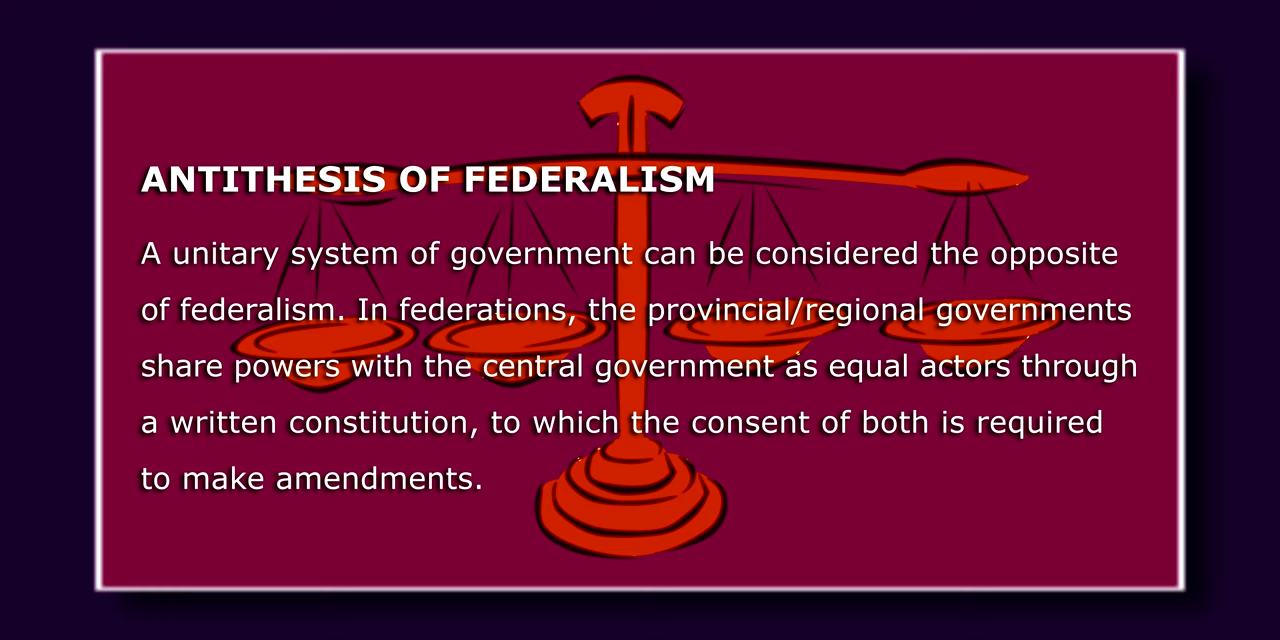 ANTITHESIS OF FEDERALISM
A unitary system of government can be considered the opposite
of federalism. In federations, the provincial/regional governments
share powers with the central government as equal actors through
a written constitution, to which the consent of both is required
to make amendments.